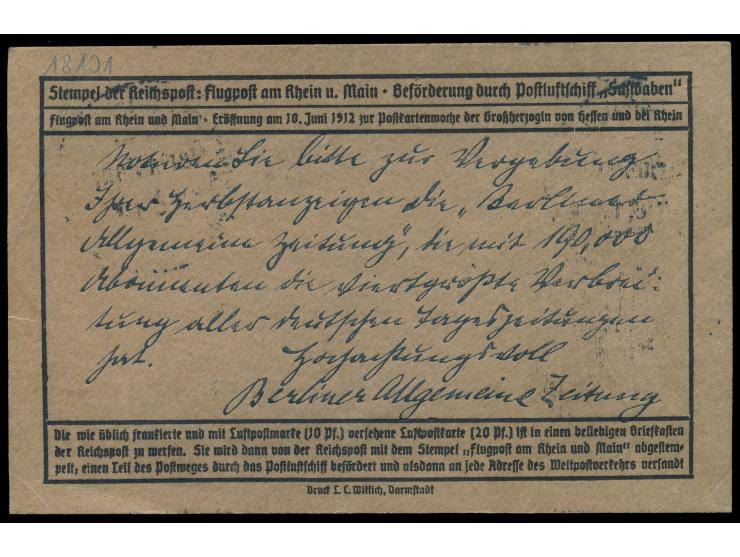 18101
Stempel der Reichspost: Flugpost am Rhein u. Main · Beförderung durch Postluftschiff „Schwaben“
Flugpost am Rhein und Main · Eröffnung am 10. Juni 1912 zur Postkartenwoche der Großherzogin von Hessen und bei Rhein
Notieren Sie bitte zur Vergebung
Ihrer Herbstanzeigen die „Berliner
Allgemeine Zeitung“, die mit 190,000
Abonnenten die viertgrößte Verbrei-
tung aller deutschen Tageszeitungen
hat. Hochachtungsvoll
Berliner Allgemeine Zeitung
Die wie üblich frankierte und mit Luftpostmarke (10 Pf.) versehene Luftpostkarte (20 Pf.) ist in einen beliebigen Briefkasten
der Reichspost zu werfen. Sie wird dann von der Reichspost mit dem Stempel „Flugpost am Rhein und Main“ abgestem-
pelt; einen Teil des Postweges durch das Postluftschiff befördert und alsdann an jede Adresse des Weltpostverkehrs versandt
Druck L. C. Wittich, Darmstadt